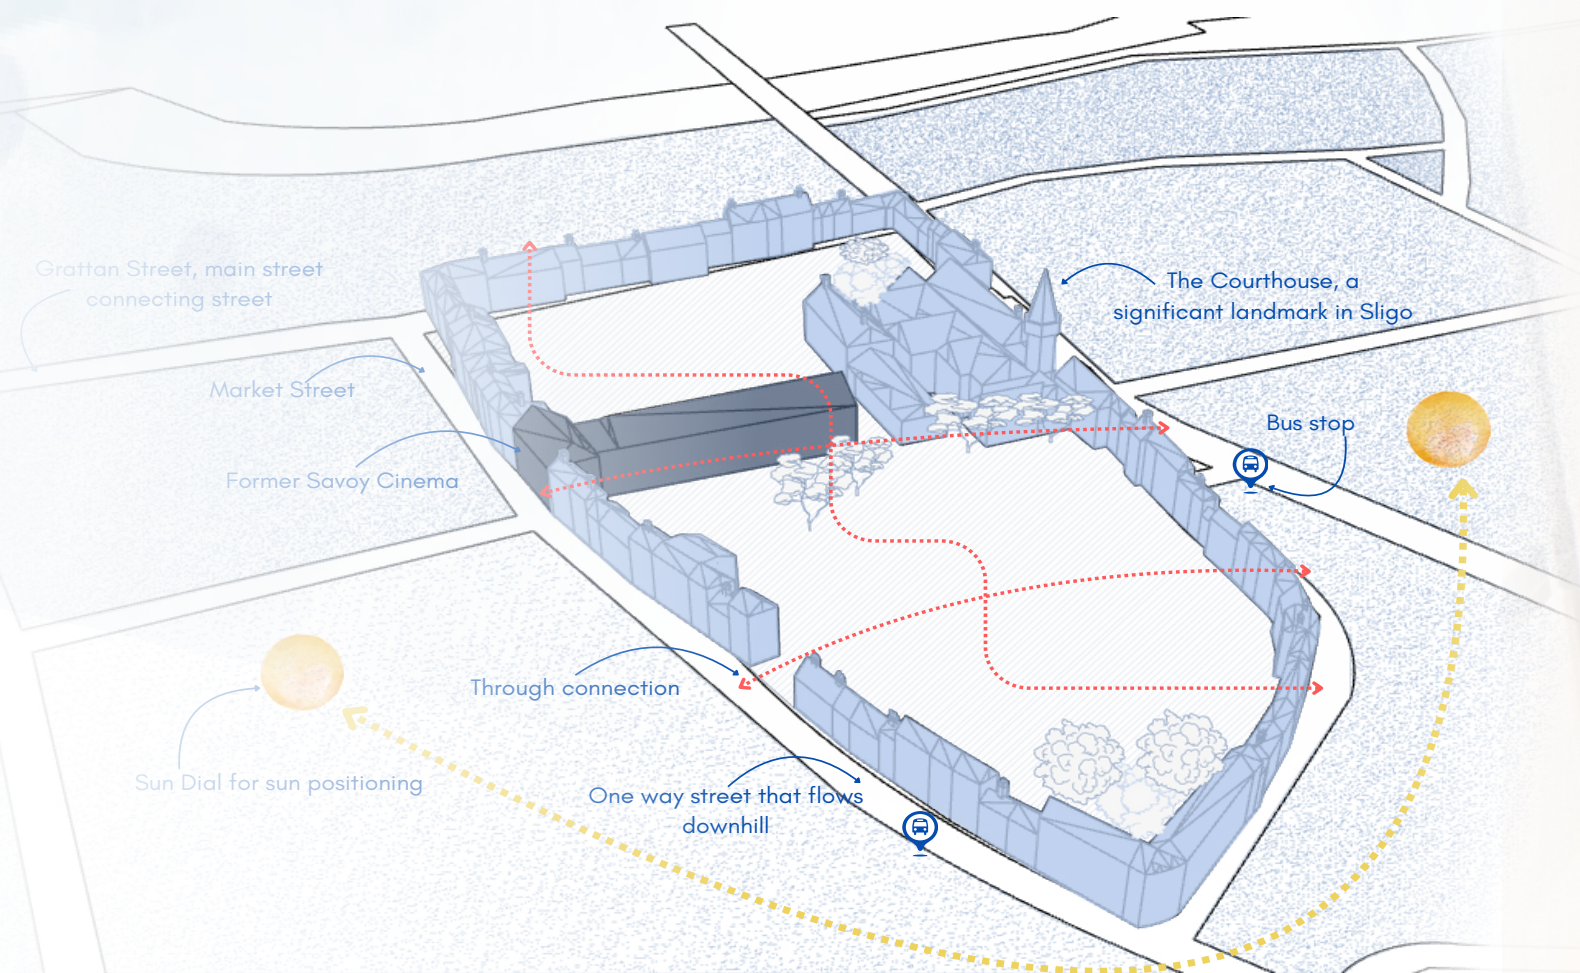 Grattan Street, main street
connecting street
The Courthouse, a
significant landmark in Sligo
Market Street
Bus stop
Former Savoy Cinema
Through connection
Sun Dial for sun positioning
One way street that flows
downhill